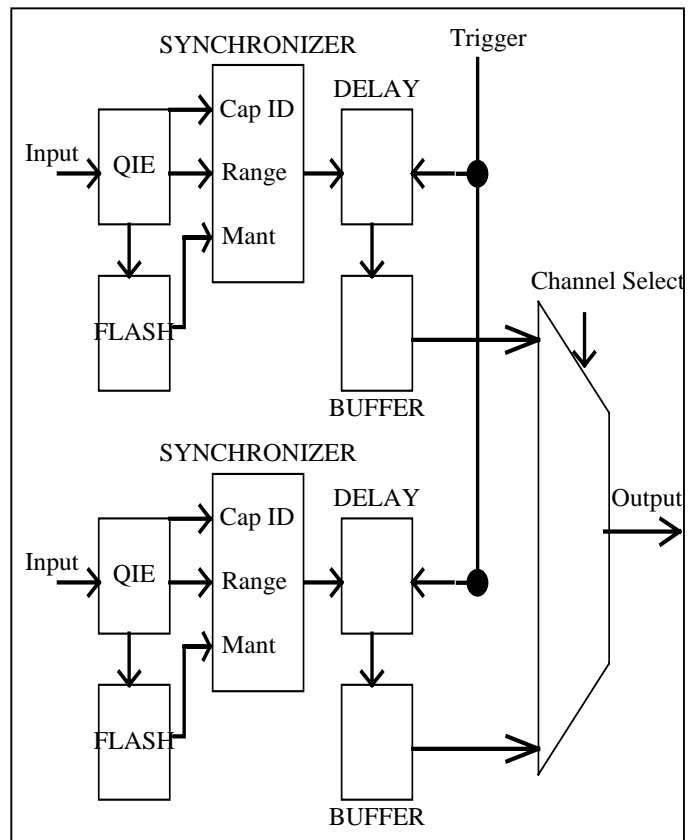 SYNCHRONIZER
Trigger
DELAY
Cap ID
Input
QIE
Range
Mant
FLASH
Channel Select
BUFFER
SYNCHRONIZER
DELAY
Cap ID
Output
Input
QIE
Range
Mant
FLASH
BUFFER